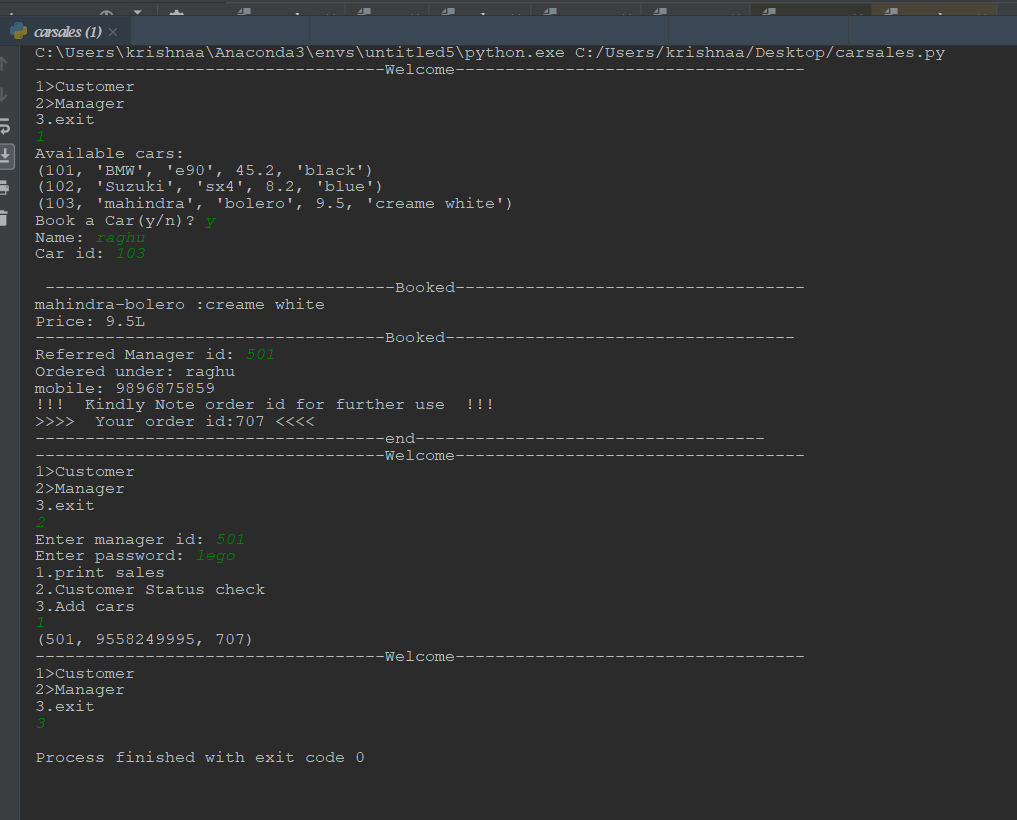 carsales (1)
C:\Users\krishnaa\Anaconda3\envs\untitled5\python.exe C:/Users/krishnaa/Desktop/carsales.py
-----------------------------------Welcome-----------------------------------
1>Customer
2>Manager
3.exit
1
Available cars:
(101, 'BMW', 'e90', 45.2, 'black')
(102, 'Suzuki', 'sx4', 8.2, 'blue')
(103, 'mahindra', 'bolero', 9.5, 'creame white')
Book a Car(y/n)? y
Name: raghu
Car id: 103
-----------------------------------Booked-----------------------------------
mahindra-bolero :creame white
Price: 9.5L
-----------------------------------Booked-----------------------------------
Referred Manager id: 501
Ordered under: raghu
mobile: 9896875859
!!!  Kindly Note order id for further use  !!!
>>>>  Your order id:707 <<<<
-----------------------------------end-----------------------------------
-----------------------------------Welcome-----------------------------------
1>Customer
2>Manager
3.exit
2
Enter manager id: 501
Enter password: lego
1.print sales
2.Customer Status check
3.Add cars
1
(501, 9558249995, 707)
-----------------------------------Welcome-----------------------------------
1>Customer
2>Manager
3.exit
3
Process finished with exit code 0